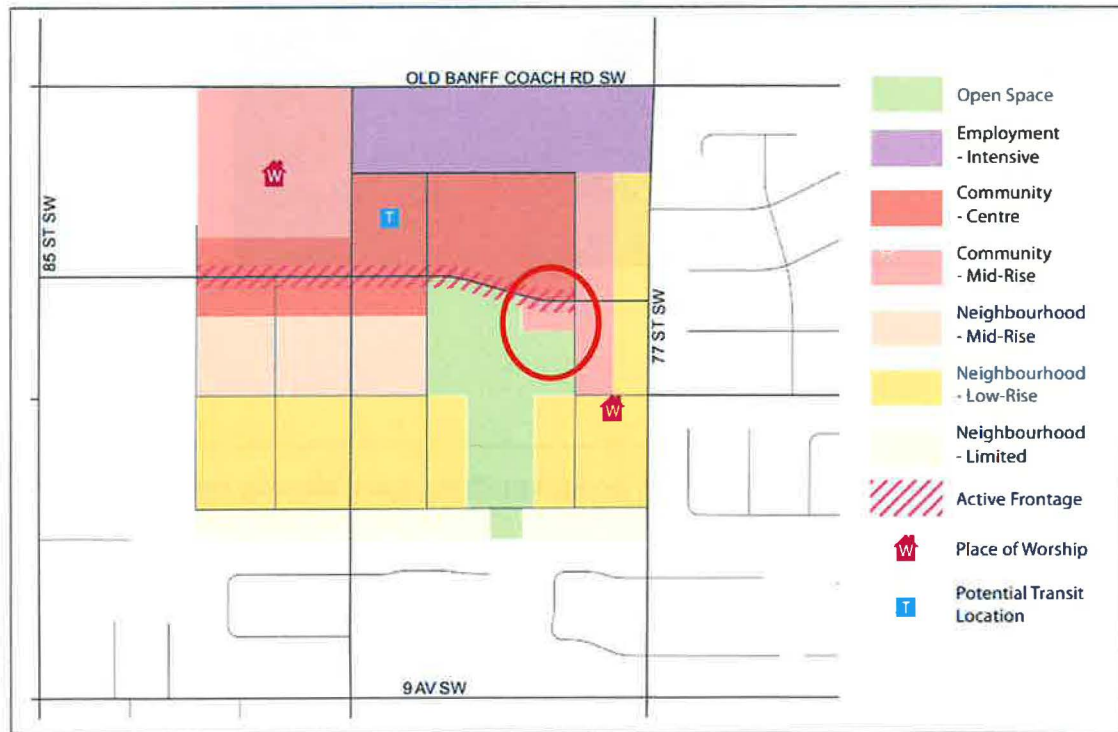 OLD BANFF COACH RD SW
85 ST SW
77 ST SW
9 AV SW
W
T
W
Open Space
Employment
- Intensive
Community
- Centre
Community
- Mid-Rise
Neighbourhood
- Mid-Rise
Neighbourhood
- Low-Rise
Neighbourhood
- Limited
Active Frontage
W
Place of Worship
T
Potential Transit
Location